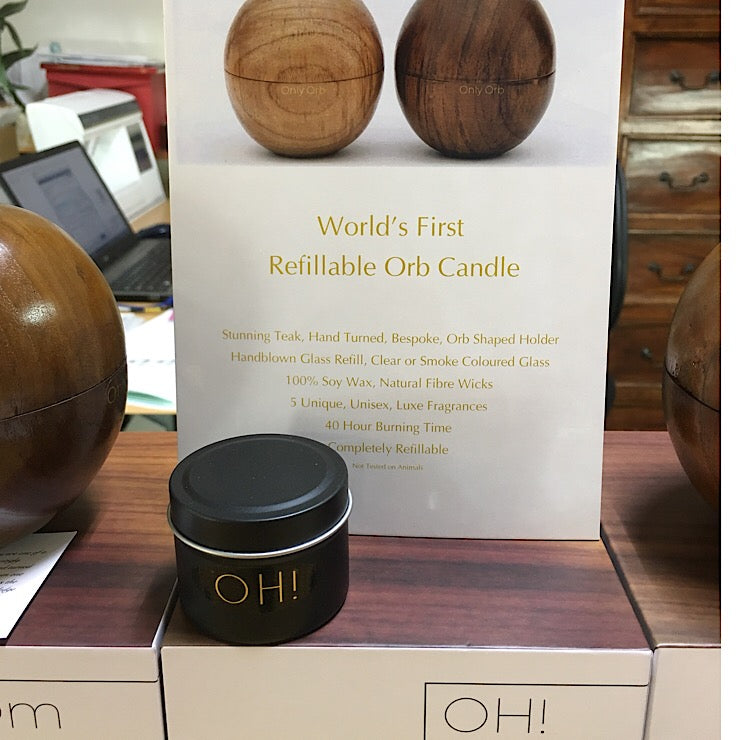 Only Orb
Only Orb
World's First
Refillable Orb Candle
Stunning Teak, Hand Turned, Bespoke, Orb Shaped Holder
Handblown Glass Refill, Clear or Smoke Coloured Glass
100% Soy Wax, Natural Fibre Wicks
5 Unique, Unisex, Luxe Fragrances
40 Hour Burning Time
Completely Refillable
Not Tested on Animals
OH!
om
OH!